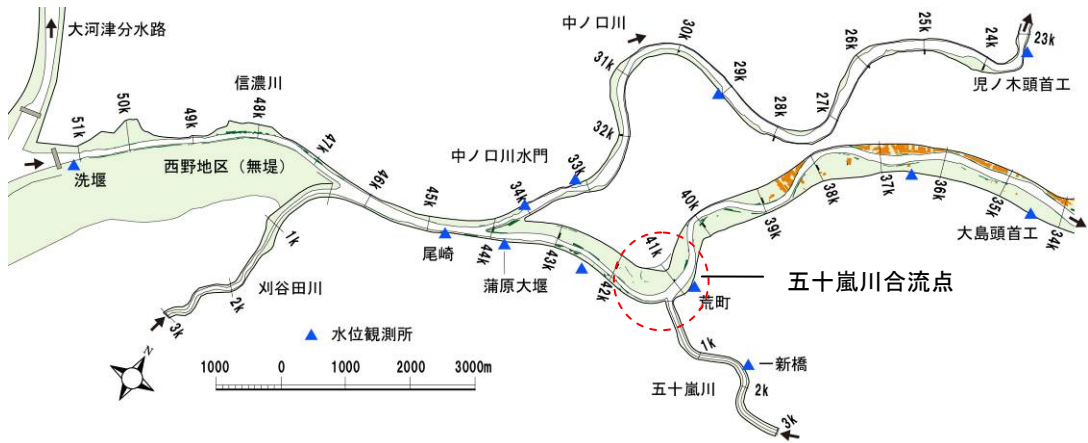 大河津分水路
中ノ口川
30k
25k
24k
23k
信濃川
31k
26k
29k
児ノ木頭首工
50k
48k
51k
49k
27k
28k
47k
32k
中ノ口川水門
33k
西野地区（無堤）
洗堰
46k
45k
34k
37k
36k
38k
35k
40k
39k
34k
大島頭首工
1k
尾崎
44k
43k
41k
蒲原大堰
42k
五十嵐川合流点
荒町
刈谷田川
2k
3k
水位観測所
1k
一新橋
N
1000 0 1000 2000 3000m
五十嵐川
2k
3k